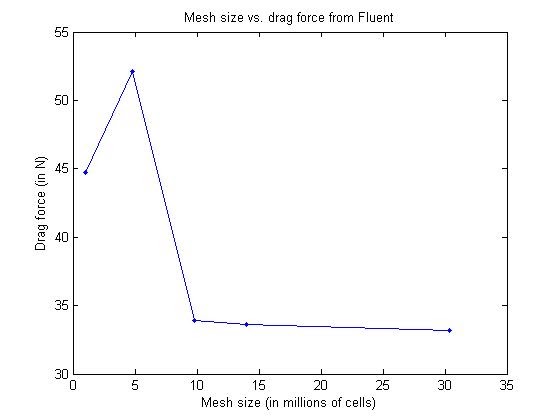 Mesh size vs. drag force from Fluent
55
50
45
40
35
30
Drag force (in N)
0 5 10 15 20 25 30 35
Mesh size (in millions of cells)